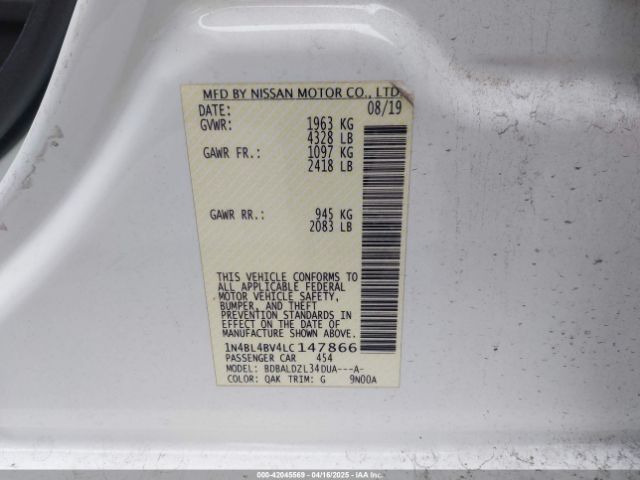 MFD BY NISSAN MOTOR CO., LTD
DATE: 08/19
GVWR: 1963 KG
4328 LB
GAWR FR.: 1097 KG
2418 LB
GAWR RR.: 945 KG
2083 LB
THIS VEHICLE CONFORMS TO
ALL APPLICABLE FEDERAL
MOTOR VEHICLE SAFETY,
BUMPER, AND THEFT
PREVENTION STANDARDS IN
EFFECT ON THE DATE OF
MANUFACTURE SHOWN ABOVE
1N4BL4BV4LC147866
PASSENGER CAR 454
MODEL: BDBALDZL34DUA---A-
COLOR: QAK TRIM: G 9N00A
000-42045569 - 04/16/2025 - IAAI.COM